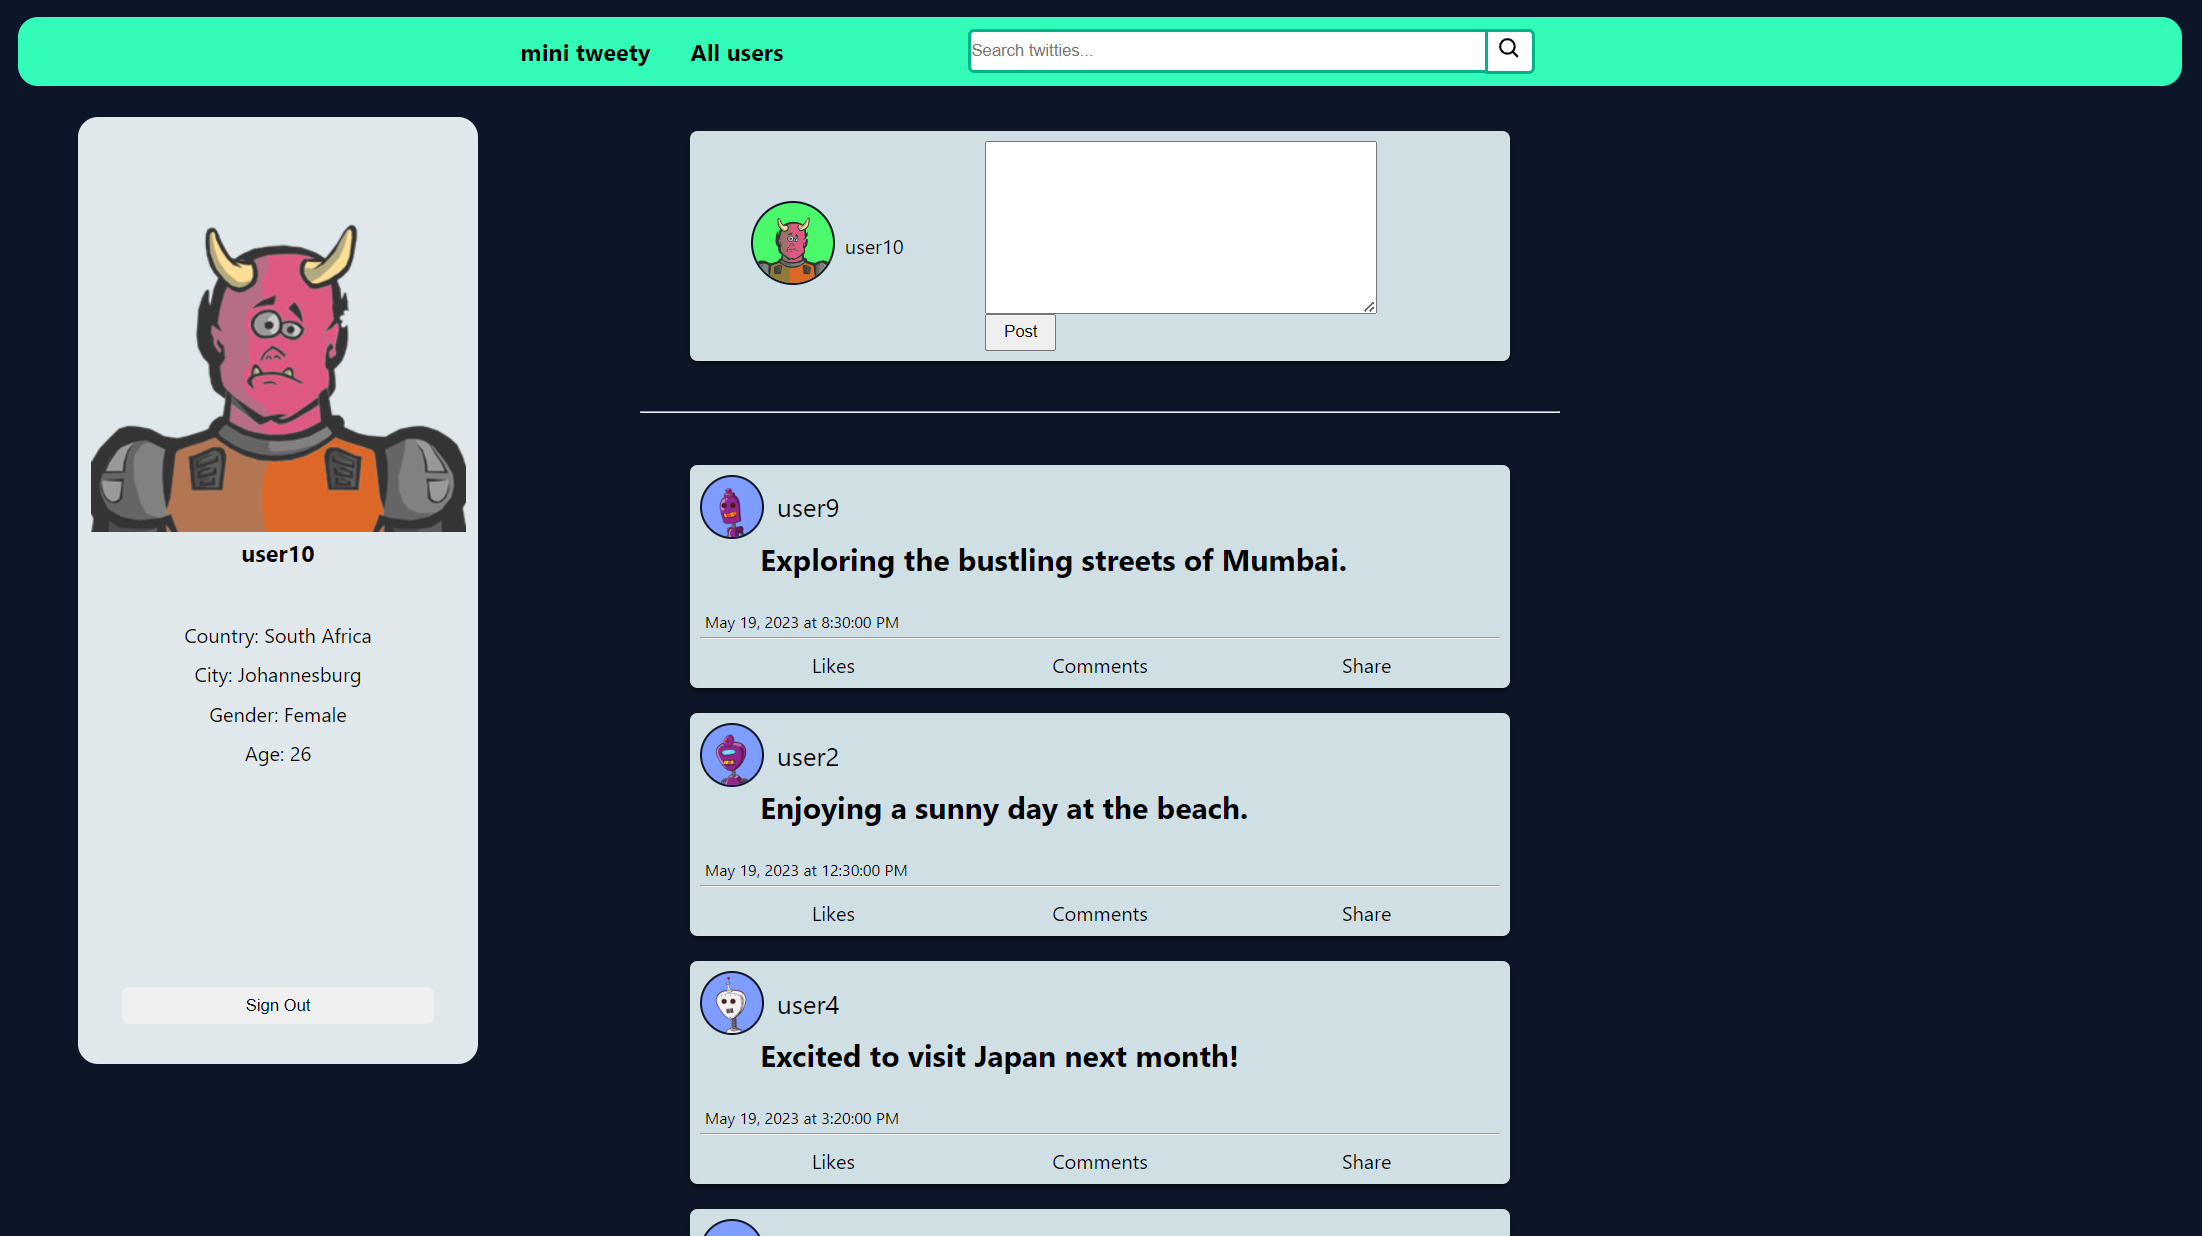 mini tweety All users Search twitties...
user10
Country: South Africa
City: Johannesburg
Gender: Female
Age: 26
Sign Out
user10
Post
user9
Exploring the bustling streets of Mumbai.
May 19, 2023 at 8:30:00 PM
Likes Comments Share
user2
Enjoying a sunny day at the beach.
May 19, 2023 at 12:30:00 PM
Likes Comments Share
user4
Excited to visit Japan next month!
May 19, 2023 at 3:20:00 PM
Likes Comments Share